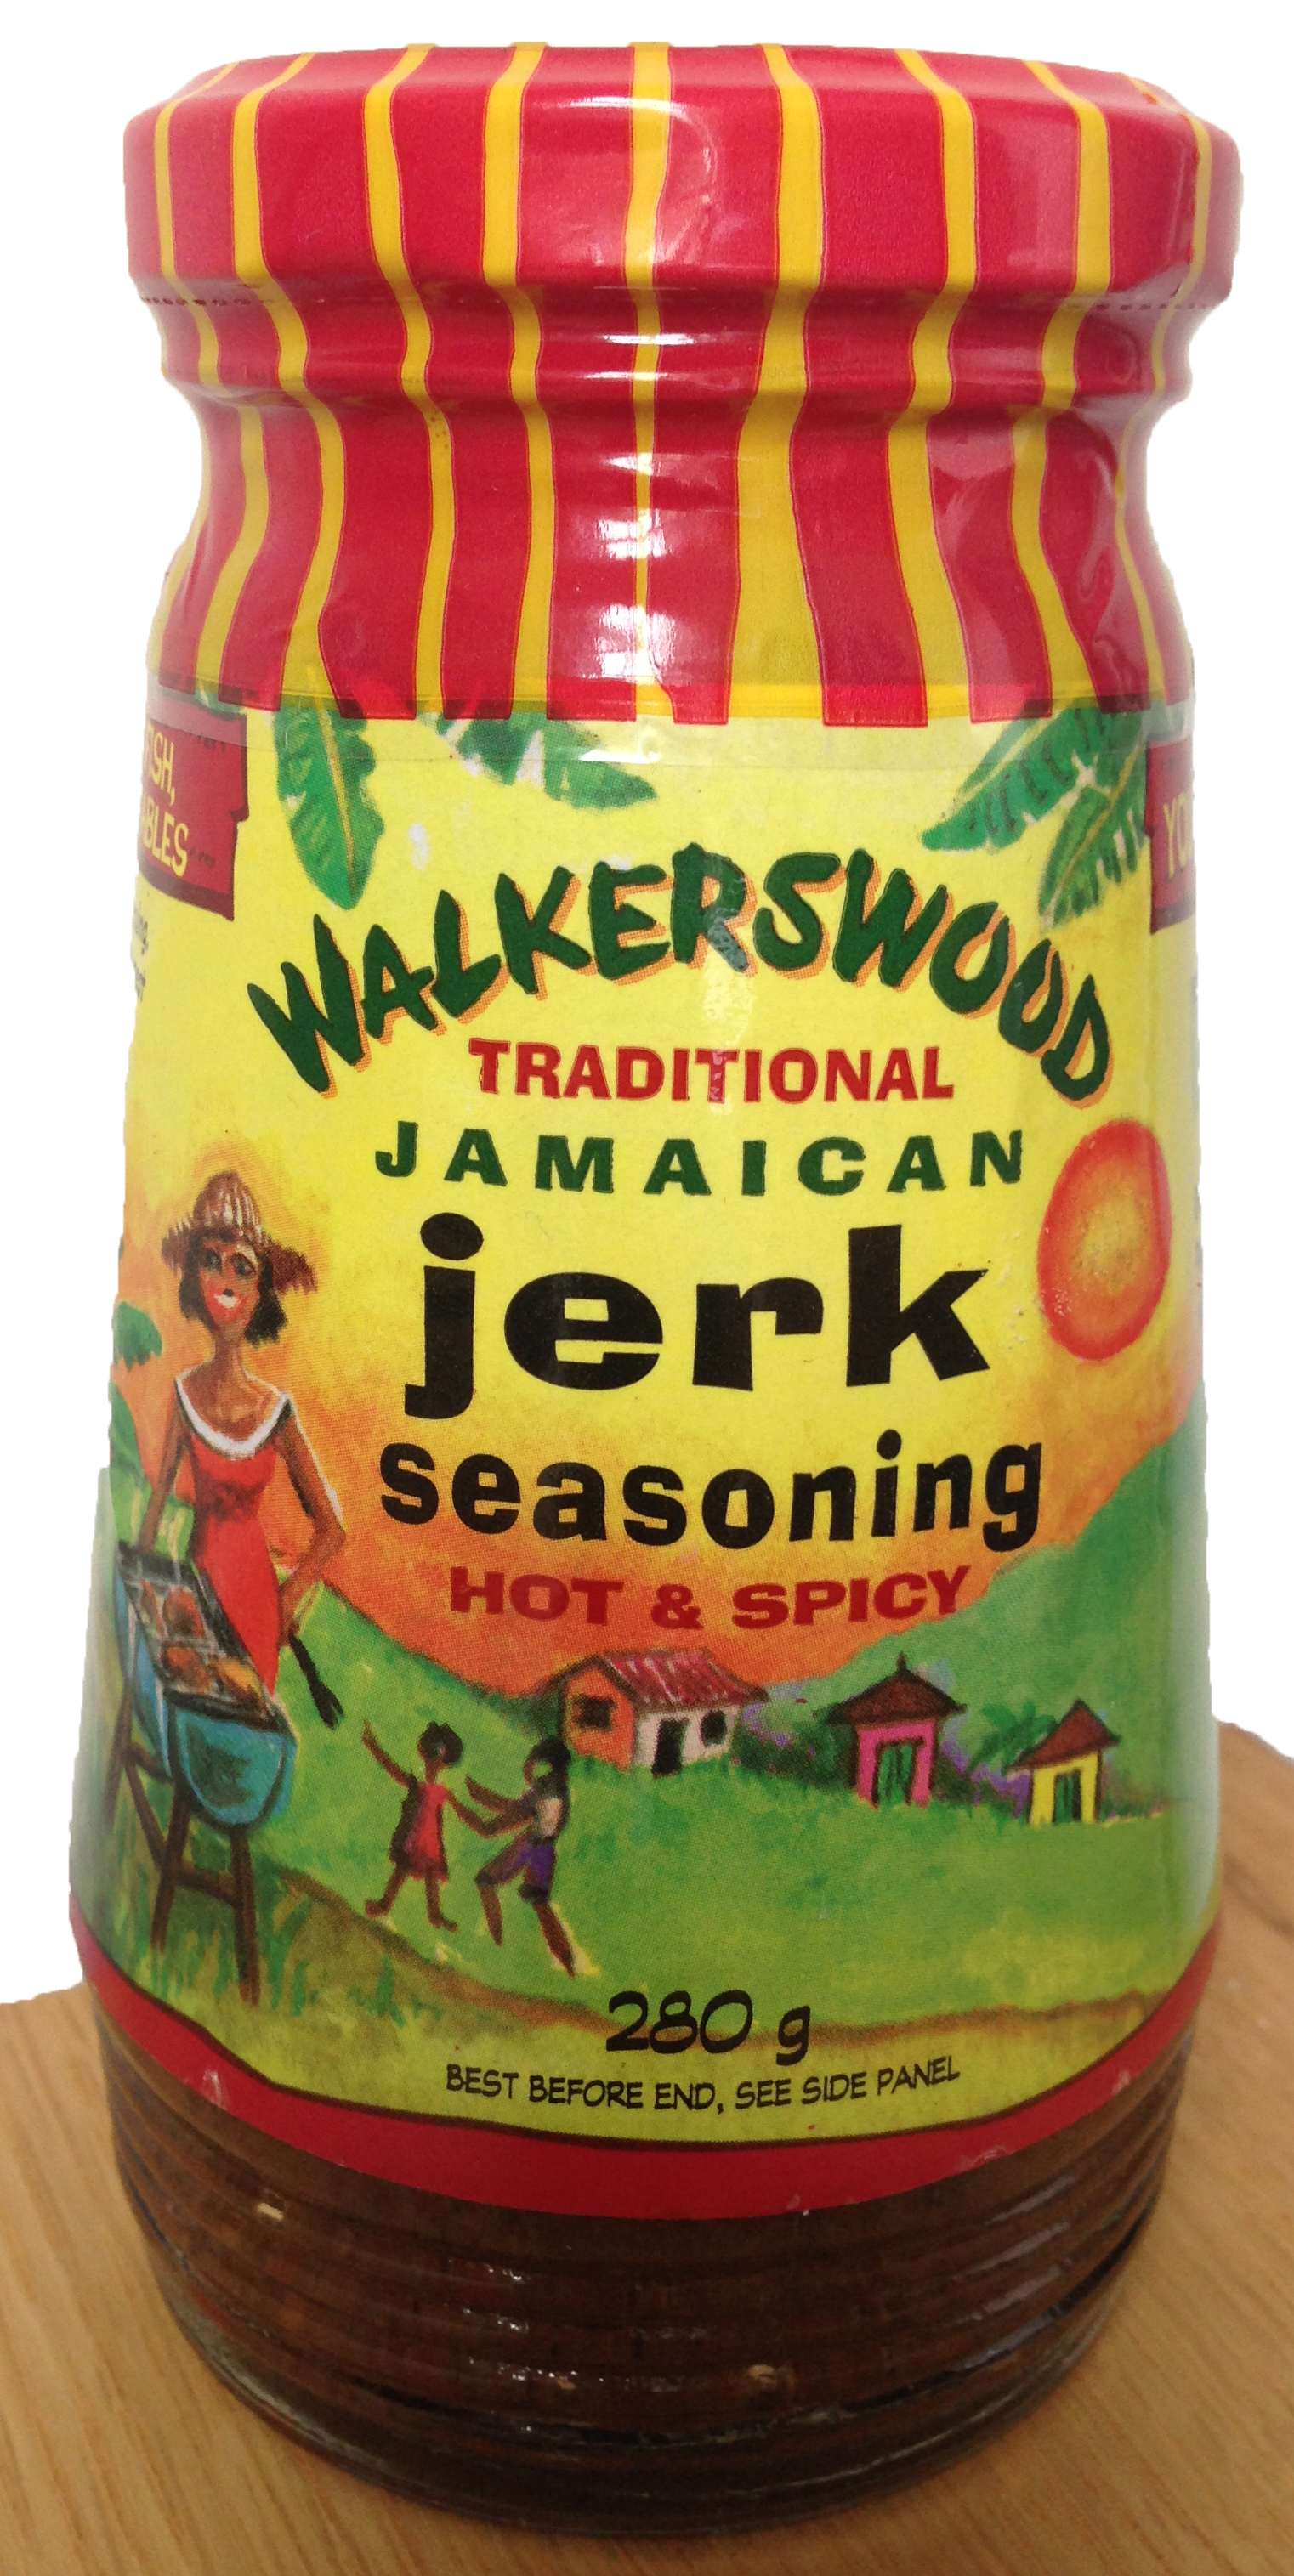 WALKERSWOOD
TRADITIONAL
JAMAICAN
jerk
seasoning
HOT & SPICY
280 g
BEST BEFORE END, SEE SIDE PANEL